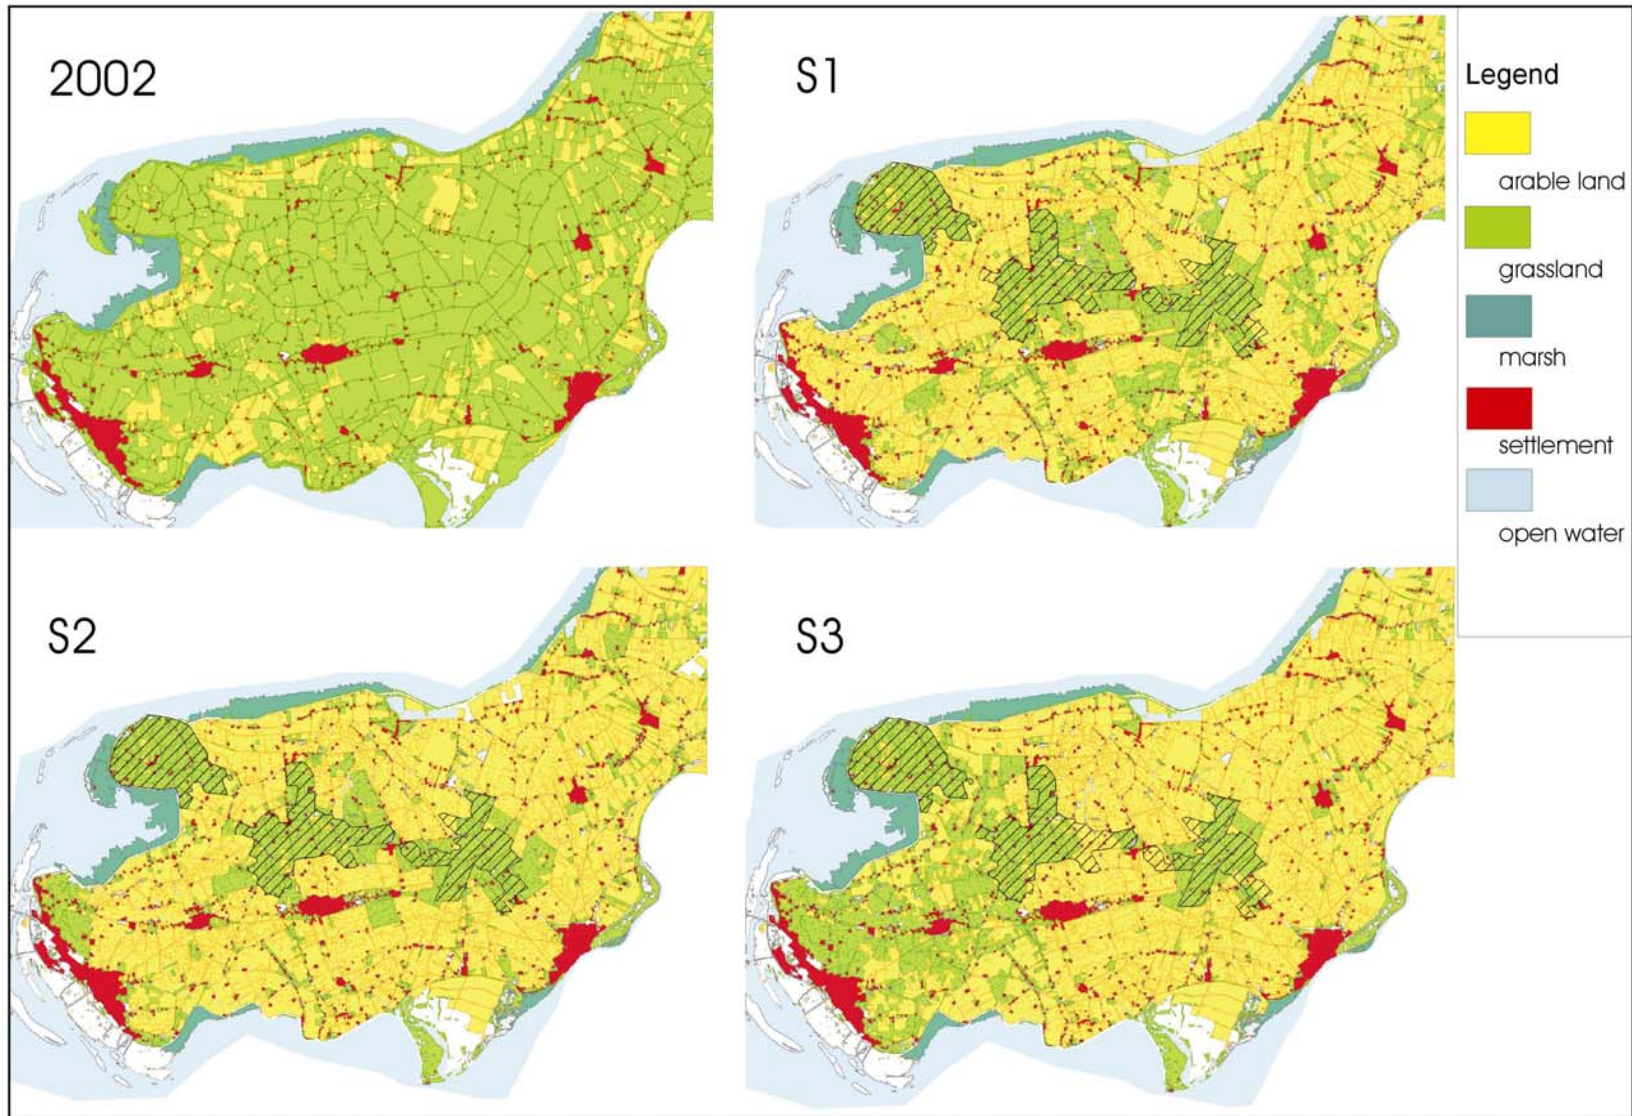 2002
S1
S2
S3
Legend
arable land
grassland
marsh
settlement
open water